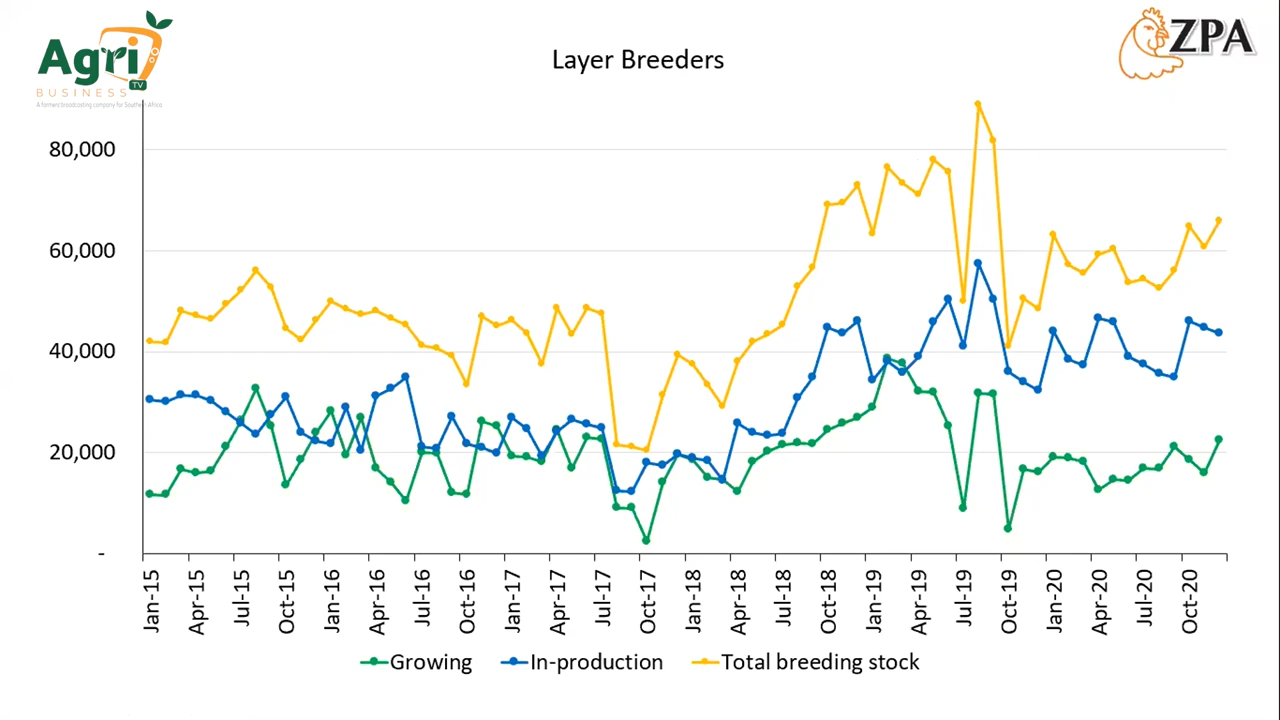 Agri
TV
BUSINESS
A farmers broadcasting company for Southern Africa
Layer Breeders
ZPA
80,000
60,000
40,000
20,000
-
Jan-15
Apr-15
Jul-15
Oct-15
Jan-16
Apr-16
Jul-16
Oct-16
Jan-17
Apr-17
Jul-17
Oct-17
Jan-18
Apr-18
Jul-18
Oct-18
Jan-19
Apr-19
Jul-19
Oct-19
Jan-20
Apr-20
Jul-20
Oct-20
Growing
In-production
Total breeding stock